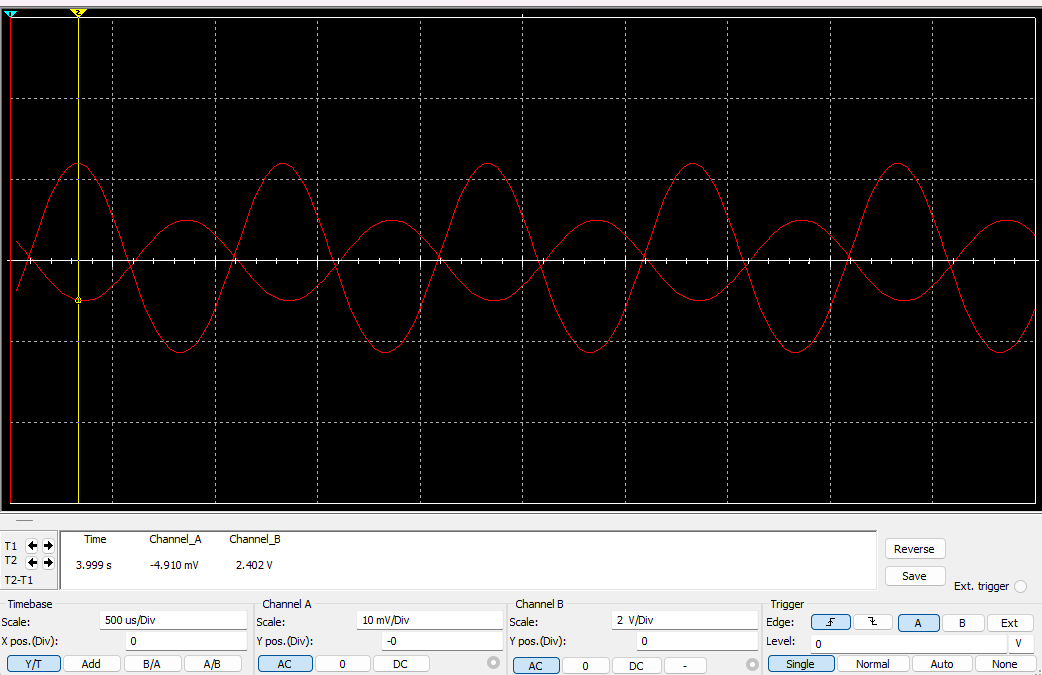 1 2
Time Channel_A Channel_B
T1
T2 3.999 s -4.910 mV 2.402 V
T2-T1
Reverse
Save
Ext. trigger
Timebase Channel A Channel B Trigger
Scale: 500 us/Div Scale: 10 mV/Div Scale: 2 V/Div Edge: A B Ext
X pos.(Div): 0 Y pos.(Div): -0 Y pos.(Div): 0 Level: 0 V
Y/T Add B/A A/B AC 0 DC AC 0 DC - Single Normal Auto None